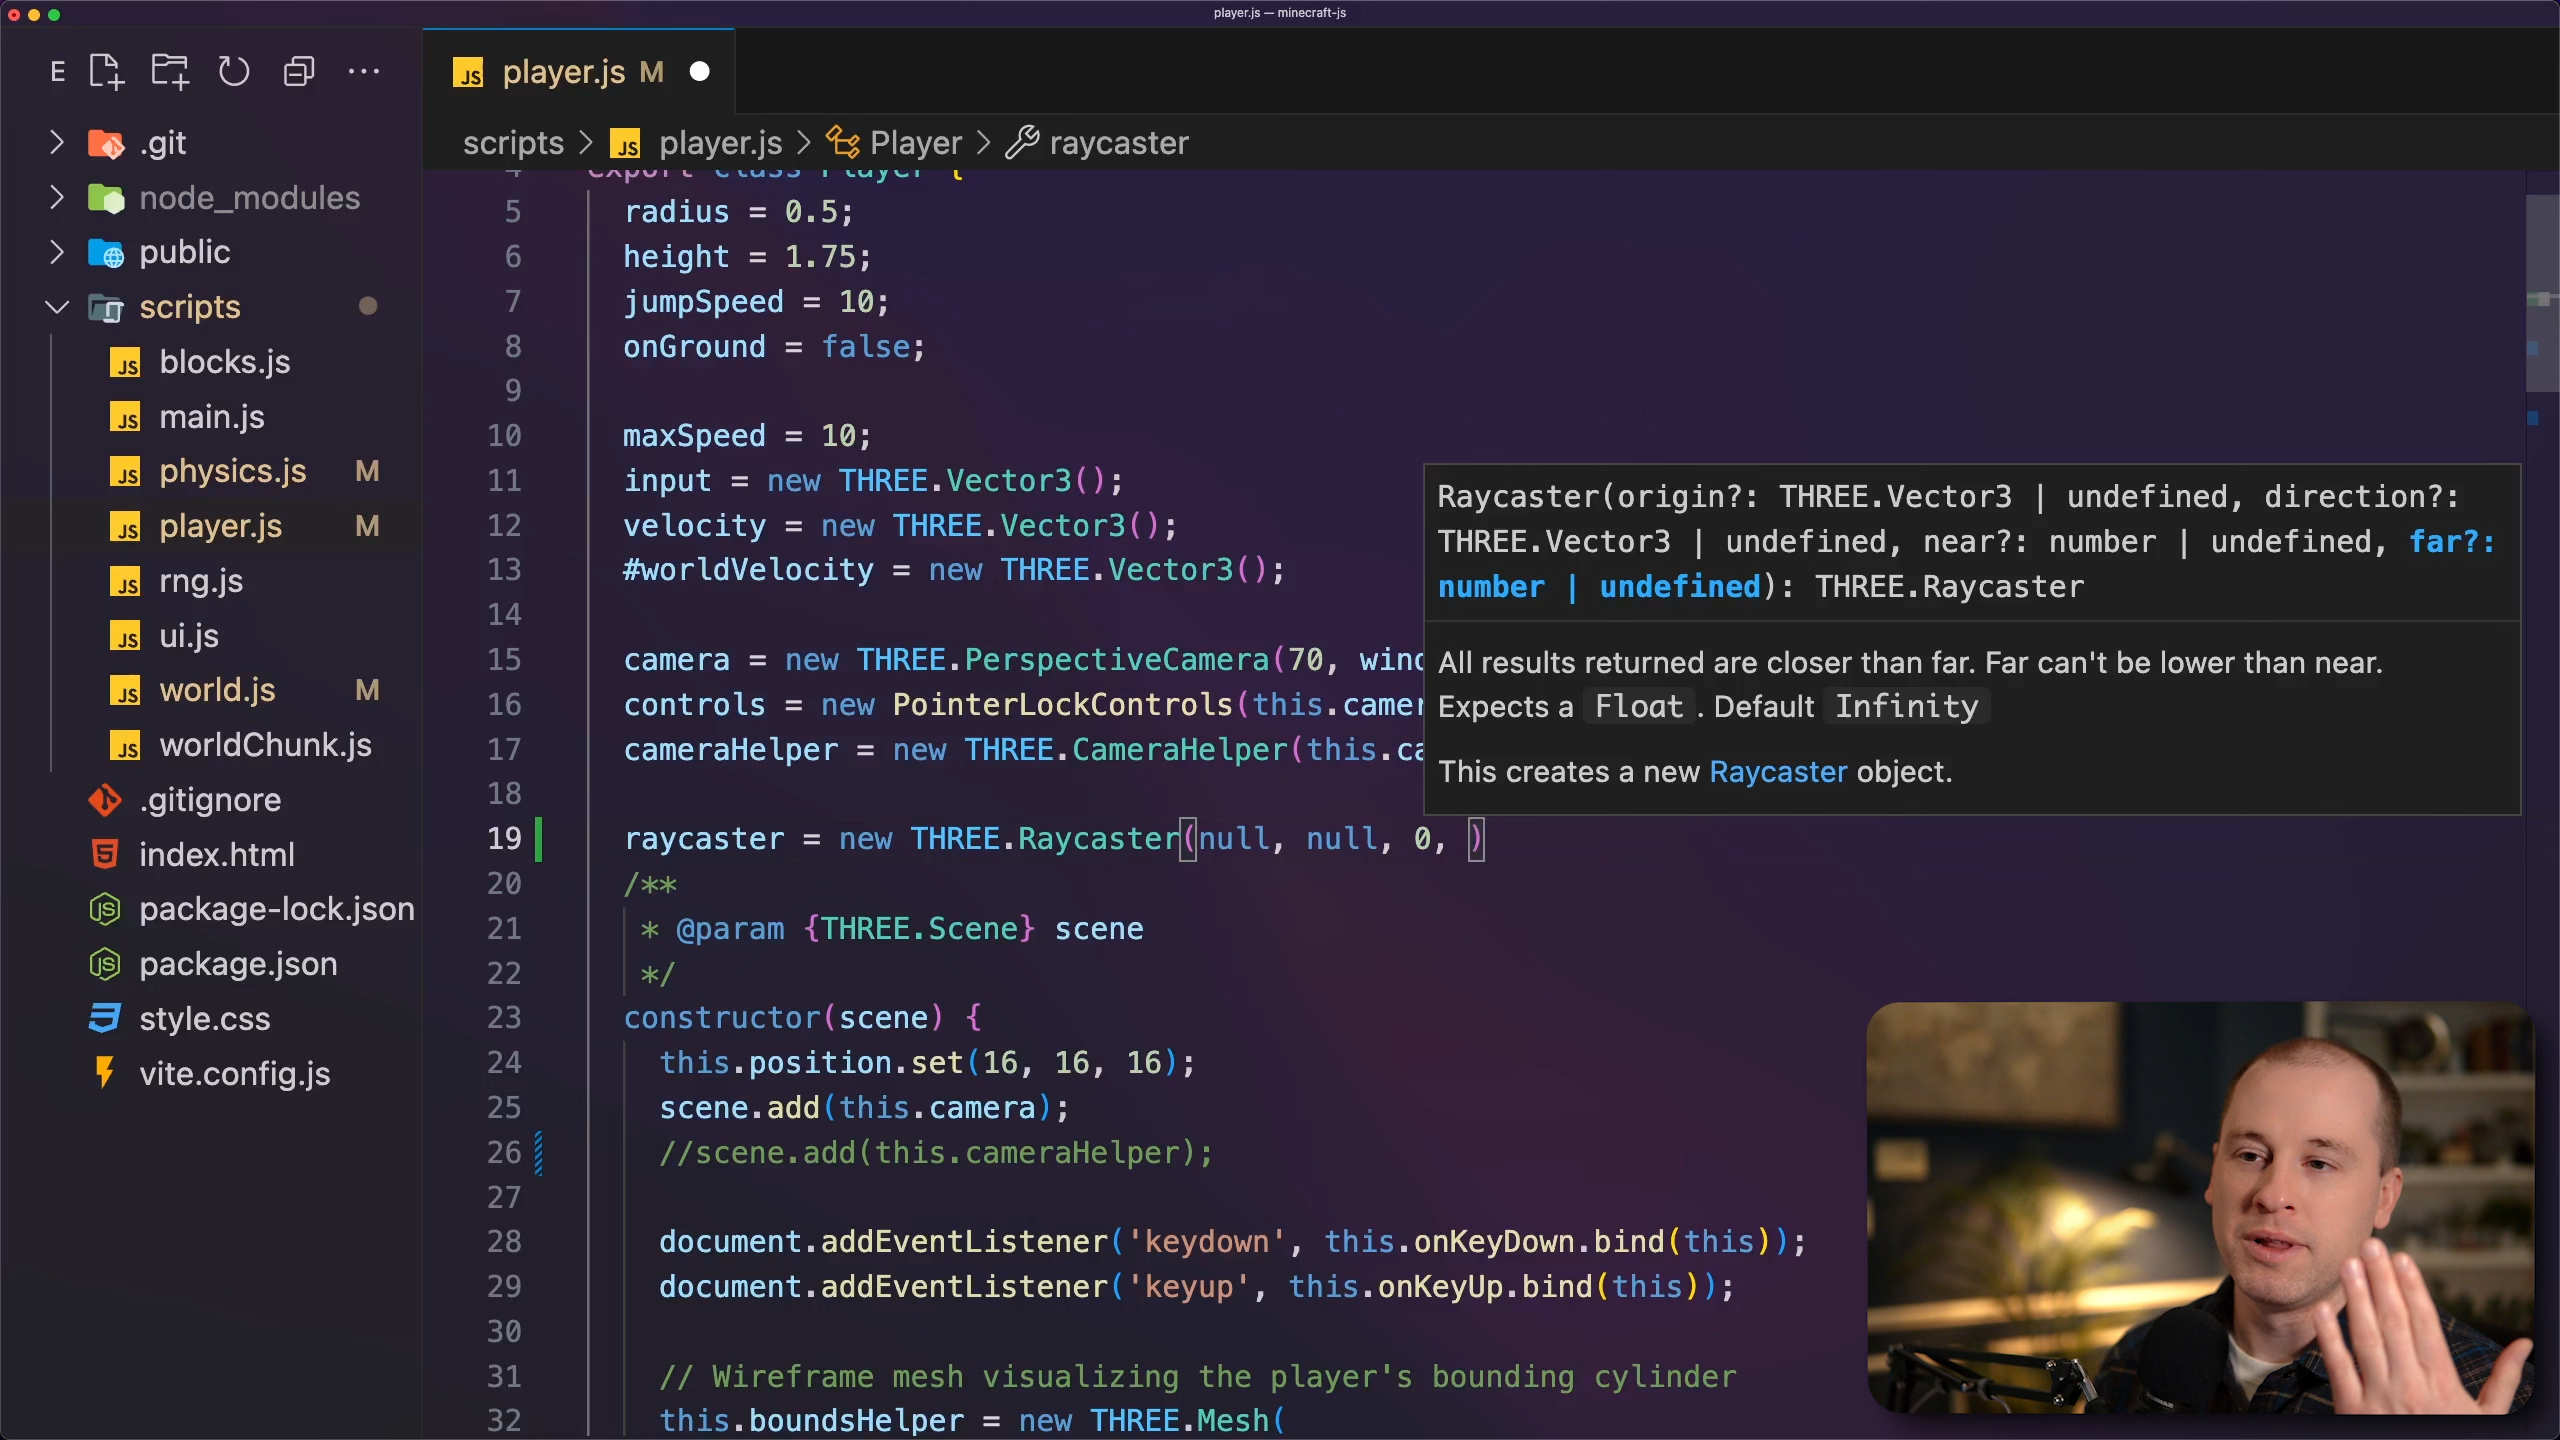 player.js — minecraft-js
E
player.js M
scripts > player.js > Player > raycaster
.git
node_modules
public
scripts
blocks.js
main.js
physics.js M
player.js M
rng.js
ui.js
world.js M
worldChunk.js
.gitignore
index.html
package-lock.json
package.json
style.css
vite.config.js
4 export class Player {
5 radius = 0.5;
6 height = 1.75;
7 jumpSpeed = 10;
8 onGround = false;
9
10 maxSpeed = 10;
11 input = new THREE.Vector3();
12 velocity = new THREE.Vector3();
13 #worldVelocity = new THREE.Vector3();
14
15 camera = new THREE.PerspectiveCamera(70, wind
16 controls = new PointerLockControls(this.camer
17 cameraHelper = new THREE.CameraHelper(this.ca
18
19 raycaster = new THREE.Raycaster(null, null, 0, )
20 /**
21 * @param {THREE.Scene} scene
22 */
23 constructor(scene) {
24 this.position.set(16, 16, 16);
25 scene.add(this.camera);
26 //scene.add(this.cameraHelper);
27
28 document.addEventListener('keydown', this.onKeyDown.bind(this));
29 document.addEventListener('keyup', this.onKeyUp.bind(this));
30
31 // Wireframe mesh visualizing the player's bounding cylinder
32 this.boundsHelper = new THREE.Mesh(
Raycaster(origin?: THREE.Vector3 | undefined, direction?:
THREE.Vector3 | undefined, near?: number | undefined, far?:
number | undefined): THREE.Raycaster
All results returned are closer than far. Far can't be lower than near.
Expects a Float . Default Infinity
This creates a new Raycaster object.